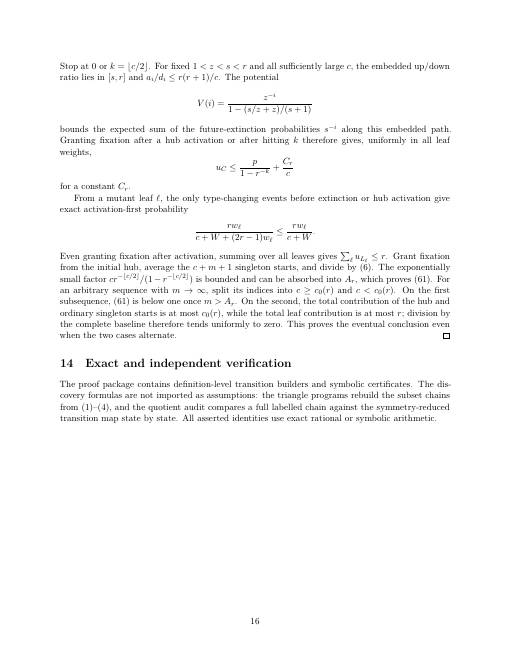 Stop at 0 or k = ⌊c/2⌋. For fixed 1 < z < s < r and all sufficiently large c, the embedded up/down
ratio lies in [s, r] and a_i/d_i ≤ r(r + 1)/c. The potential
V(i) = z^{−i} / (1 − (s/z + z)/(s + 1))
bounds the expected sum of the future-extinction probabilities s^{−i} along this embedded path.
Granting fixation after a hub activation or after hitting k therefore gives, uniformly in all leaf
weights,
u_C ≤ p / (1 − r^{−k}) + C_r / c
for a constant C_r.
From a mutant leaf ℓ, the only type-changing events before extinction or hub activation give
exact activation-first probability
rw_ℓ / (c + W + (2r − 1)w_ℓ) ≤ rw_ℓ / (c + W).
Even granting fixation after activation, summing over all leaves gives ∑_ℓ u_{L_ℓ} ≤ r. Grant fixation
from the initial hub, average the c + m + 1 singleton starts, and divide by (6). The exponentially
small factor cr^{−⌊c/2⌋}/(1 − r^{−⌊c/2⌋}) is bounded and can be absorbed into A_r, which proves (61). For
an arbitrary sequence with m → ∞, split its indices into c ≥ c_0(r) and c < c_0(r). On the first
subsequence, (61) is below one once m > A_r. On the second, the total contribution of the hub and
ordinary singleton starts is at most c_0(r), while the total leaf contribution is at most r; division by
the complete baseline therefore tends uniformly to zero. This proves the eventual conclusion even
when the two cases alternate. □
14 Exact and independent verification
The proof package contains definition-level transition builders and symbolic certificates. The dis-
covery formulas are not imported as assumptions: the triangle programs rebuild the subset chains
from (1)–(4), and the quotient audit compares a full labelled chain against the symmetry-reduced
transition map state by state. All asserted identities use exact rational or symbolic arithmetic.
16